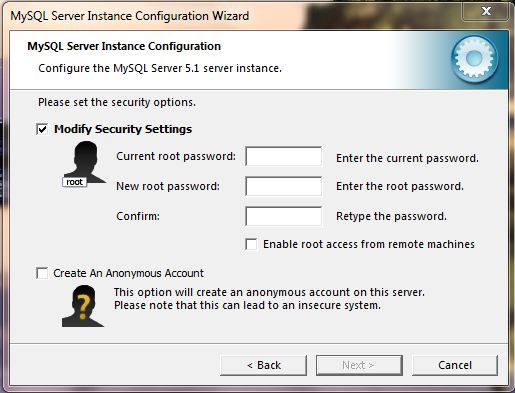 MySQL Server Instance Configuration Wizard
MySQL Server Instance Configuration
Configure the MySQL Server 5.1 server instance.
Please set the security options.
Modify Security Settings
Current root password: Enter the current password.
root
New root password: Enter the root password.
Confirm: Retype the password.
Enable root access from remote machines
Create An Anonymous Account
This option will create an anonymous account on this server.
Please note that this can lead to an insecure system.
< Back Next > Cancel